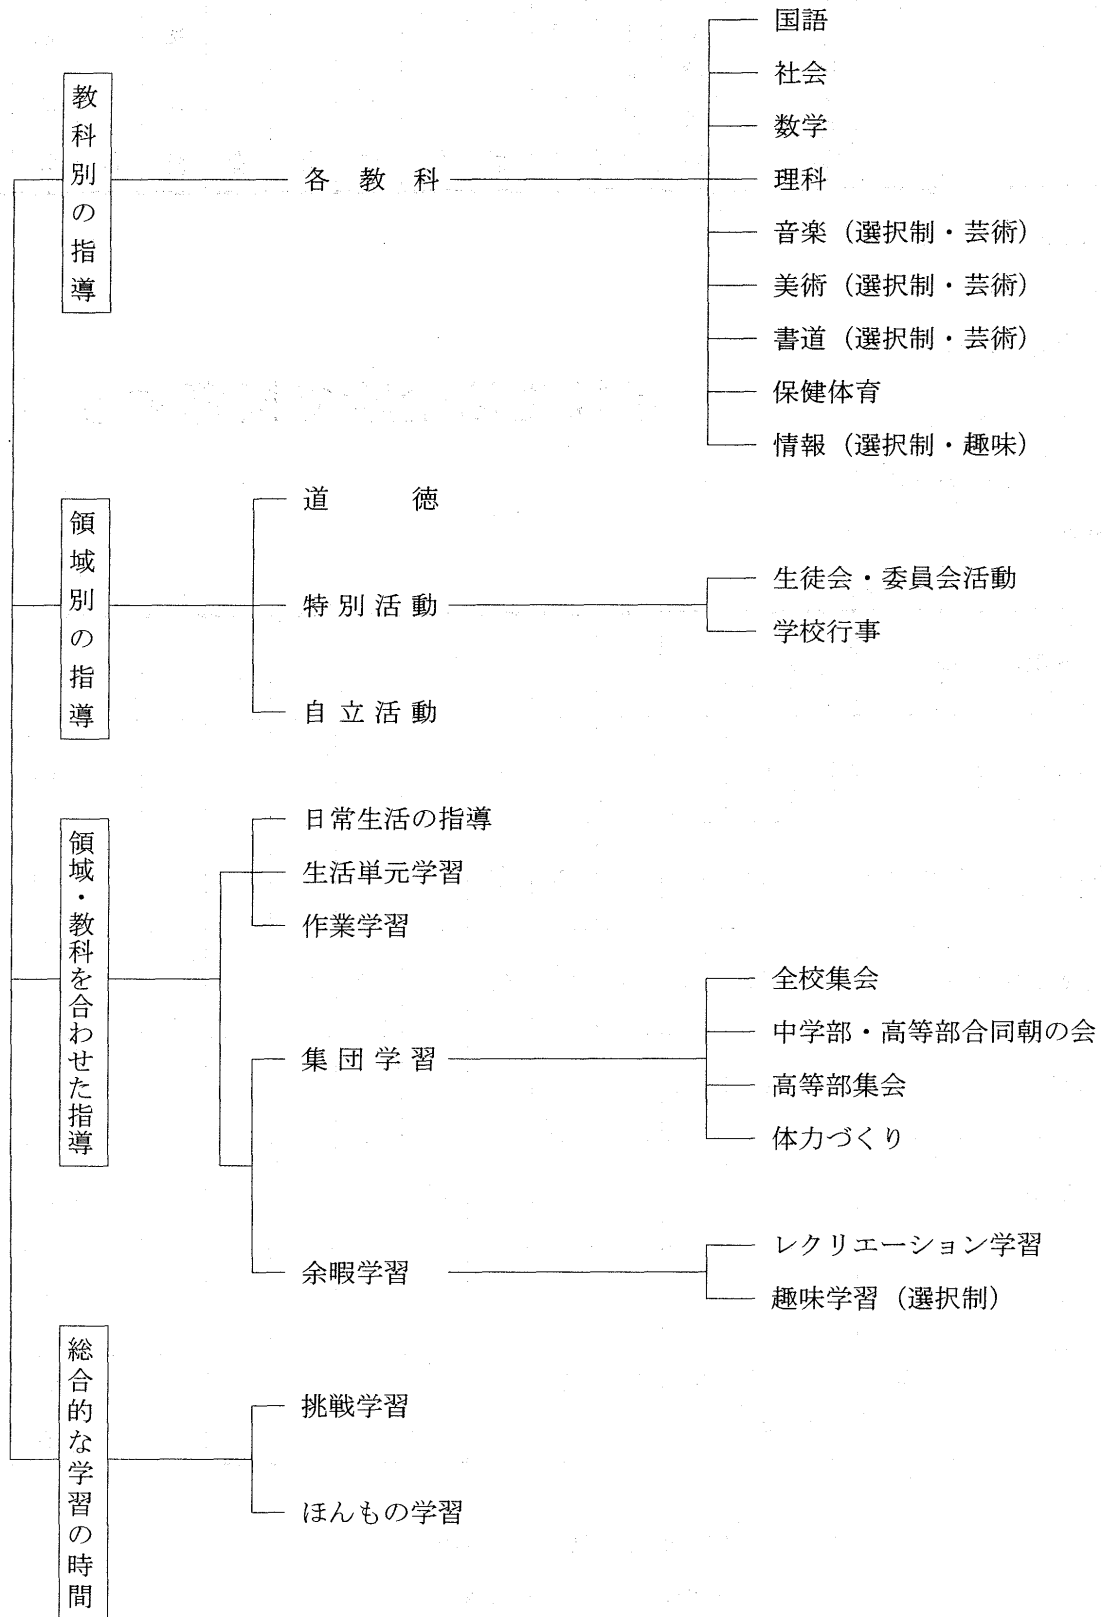 教科別の指導
各教科
国語
社会
数学
理科
音楽（選択制・芸術）
美術（選択制・芸術）
書道（選択制・芸術）
保健体育
情報（選択制・趣味）
領域別の指導
道徳
特別活動
生徒会・委員会活動
学校行事
自立活動
領域・教科を合わせた指導
日常生活の指導
生活単元学習
作業学習
集団学習
全校集会
中学部・高等部合同朝の会
高等部集会
体力づくり
余暇学習
レクリエーション学習
趣味学習（選択制）
総合的な学習の時間
挑戦学習
ほんもの学習